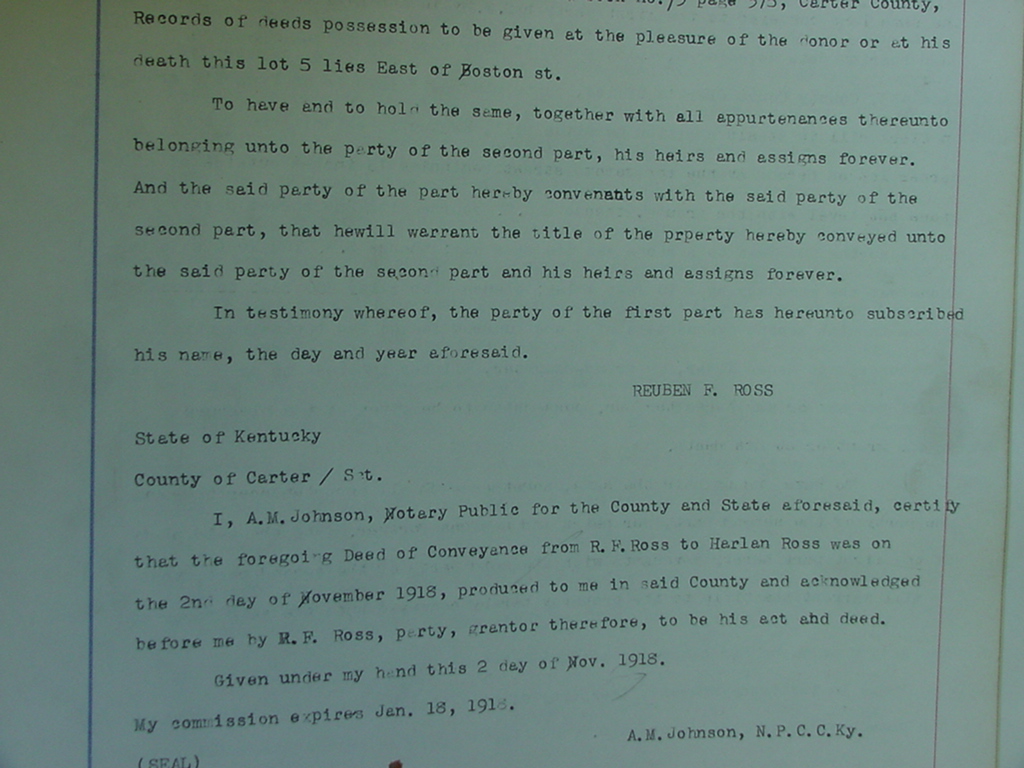 page 373, Carter County,
Records of deeds possession to be given at the pleasure of the donor or at his
death this lot 5 lies East of Boston st.
To have and to hold the same, together with all appurtenances thereunto
belonging unto the party of the second part, his heirs and assigns forever.
And the said party of the part hereby convenants with the said party of the
second part, that hewill warrant the title of the prperty hereby conveyed unto
the said party of the second part and his heirs and assigns forever.
In testimony whereof, the party of the first part has hereunto subscribed
his name, the day and year aforesaid.
REUBEN F. ROSS
State of Kentucky
County of Carter / Sct.
I, A.M.Johnson, Notary Public for the County and State aforesaid, certify
that the foregoing Deed of Conveyance from R.F.Ross to Harlan Ross was on
the 2nd day of November 1918, produced to me in said County and acknowledged
before me by R.F. Ross, party, grantor therefore, to be his act and deed.
Given under my hand this 2 day of Nov. 1918.
My commission expires Jan. 18, 191
A.M.Johnson, N.P.C.C.Ky.
(SEAL)